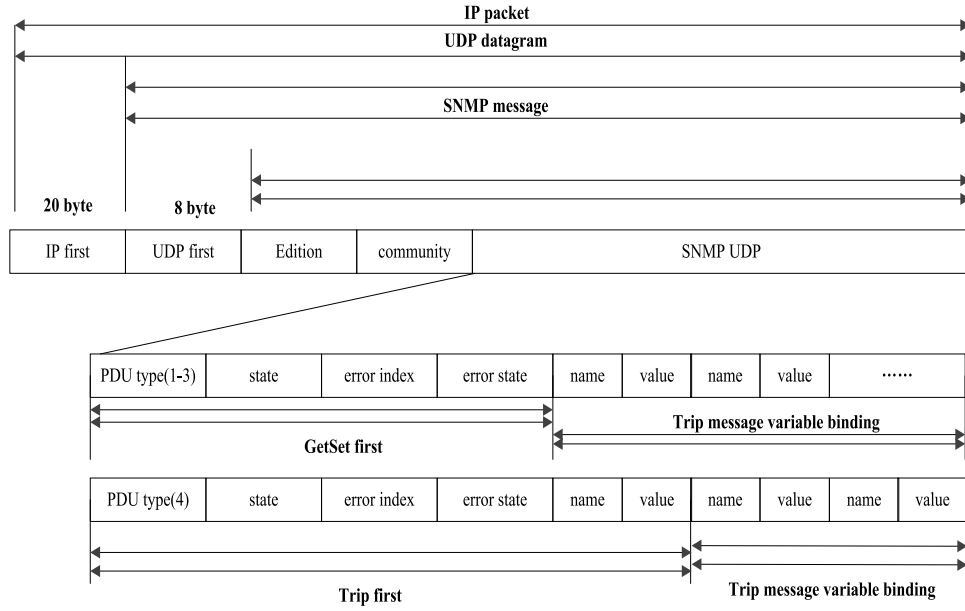 IP packet
UDP datagram
SNMP message
20 byte
8 byte
IP first
UDP first
Edition
community
SNMP UDP
PDU type(1-3)
state
error index
error state
name
value
name
value
……
GetSet first
Trip message variable binding
PDU type(4)
state
error index
error state
name
value
name
value
name
value
Trip first
Trip message variable binding